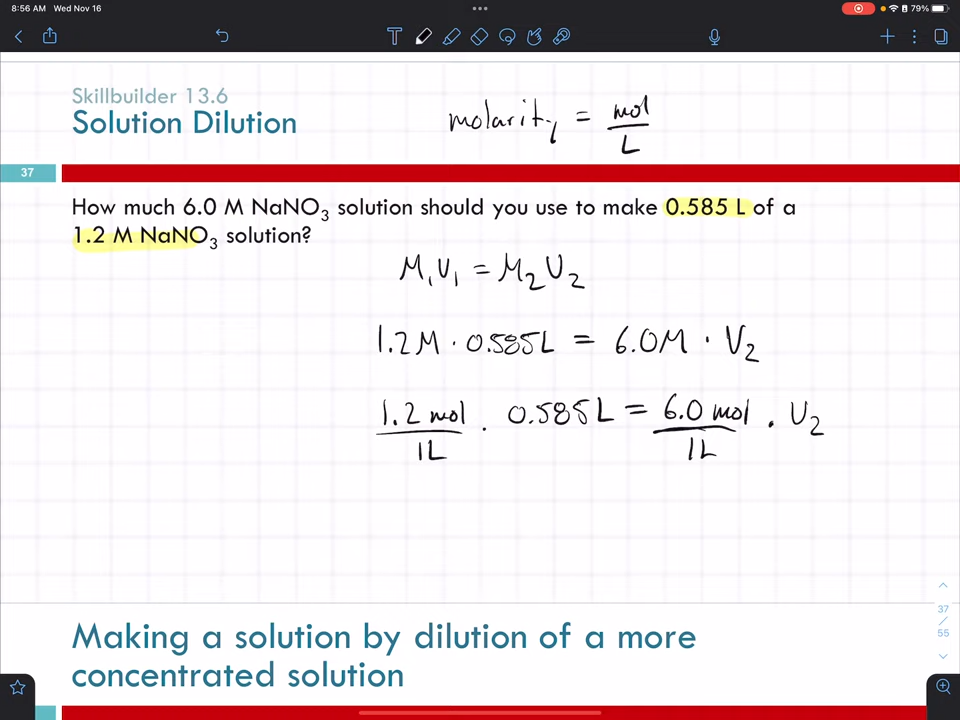 8:56 AM Wed Nov 16
79%
Skillbuilder 13.6
Solution Dilution
molarity = mol/L
37
How much 6.0 M NaNO₃ solution should you use to make 0.585 L of a
1.2 M NaNO₃ solution?
M₁V₁ = M₂V₂
1.2M · 0.585L = 6.0M · V₂
1.2 mol/1L · 0.585L = 6.0 mol/1L · V₂
37
/
55
Making a solution by dilution of a more
concentrated solution